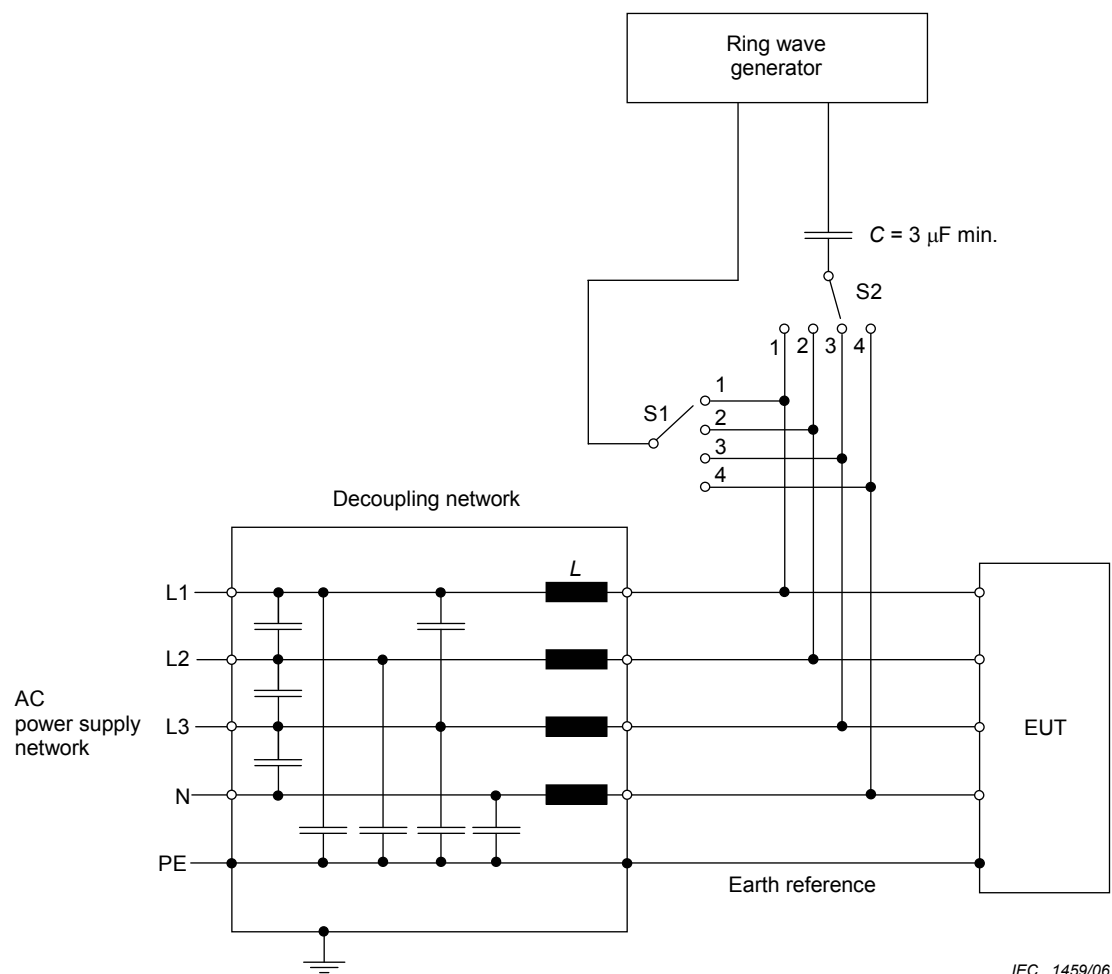 Ring wave
generator
C = 3 μF min.
S2
1 2 3 4
S1
1
2
3
4
Decoupling network
L
L1
L2
AC
power supply
network
L3
EUT
N
PE
Earth reference
IEC 1459/06